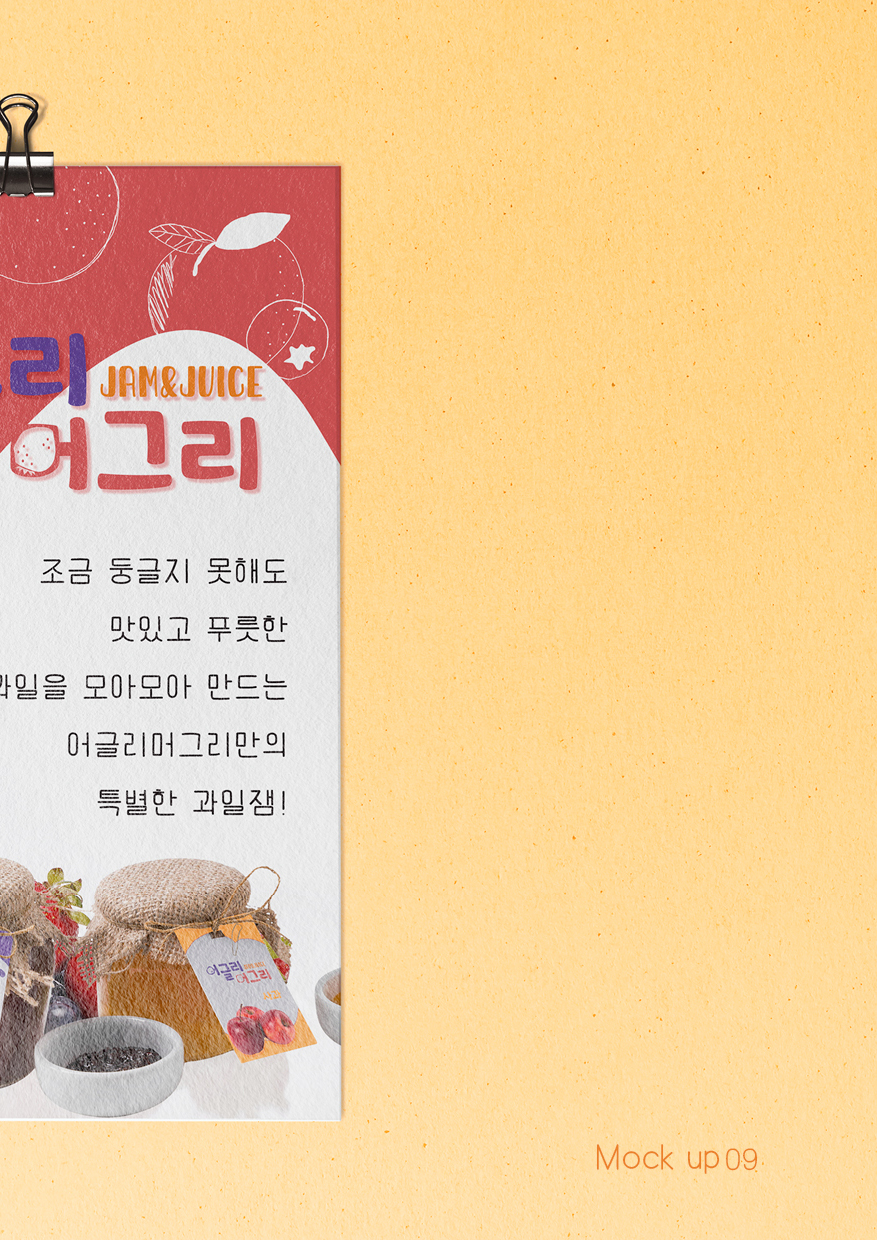 리 JAM&JUICE
머그리
조금 둥글지 못해도
맛있고 푸릇한
과일을 모아모아 만드는
어글리머그리만의
특별한 과일잼!
어글리
머그리
Mock up 09